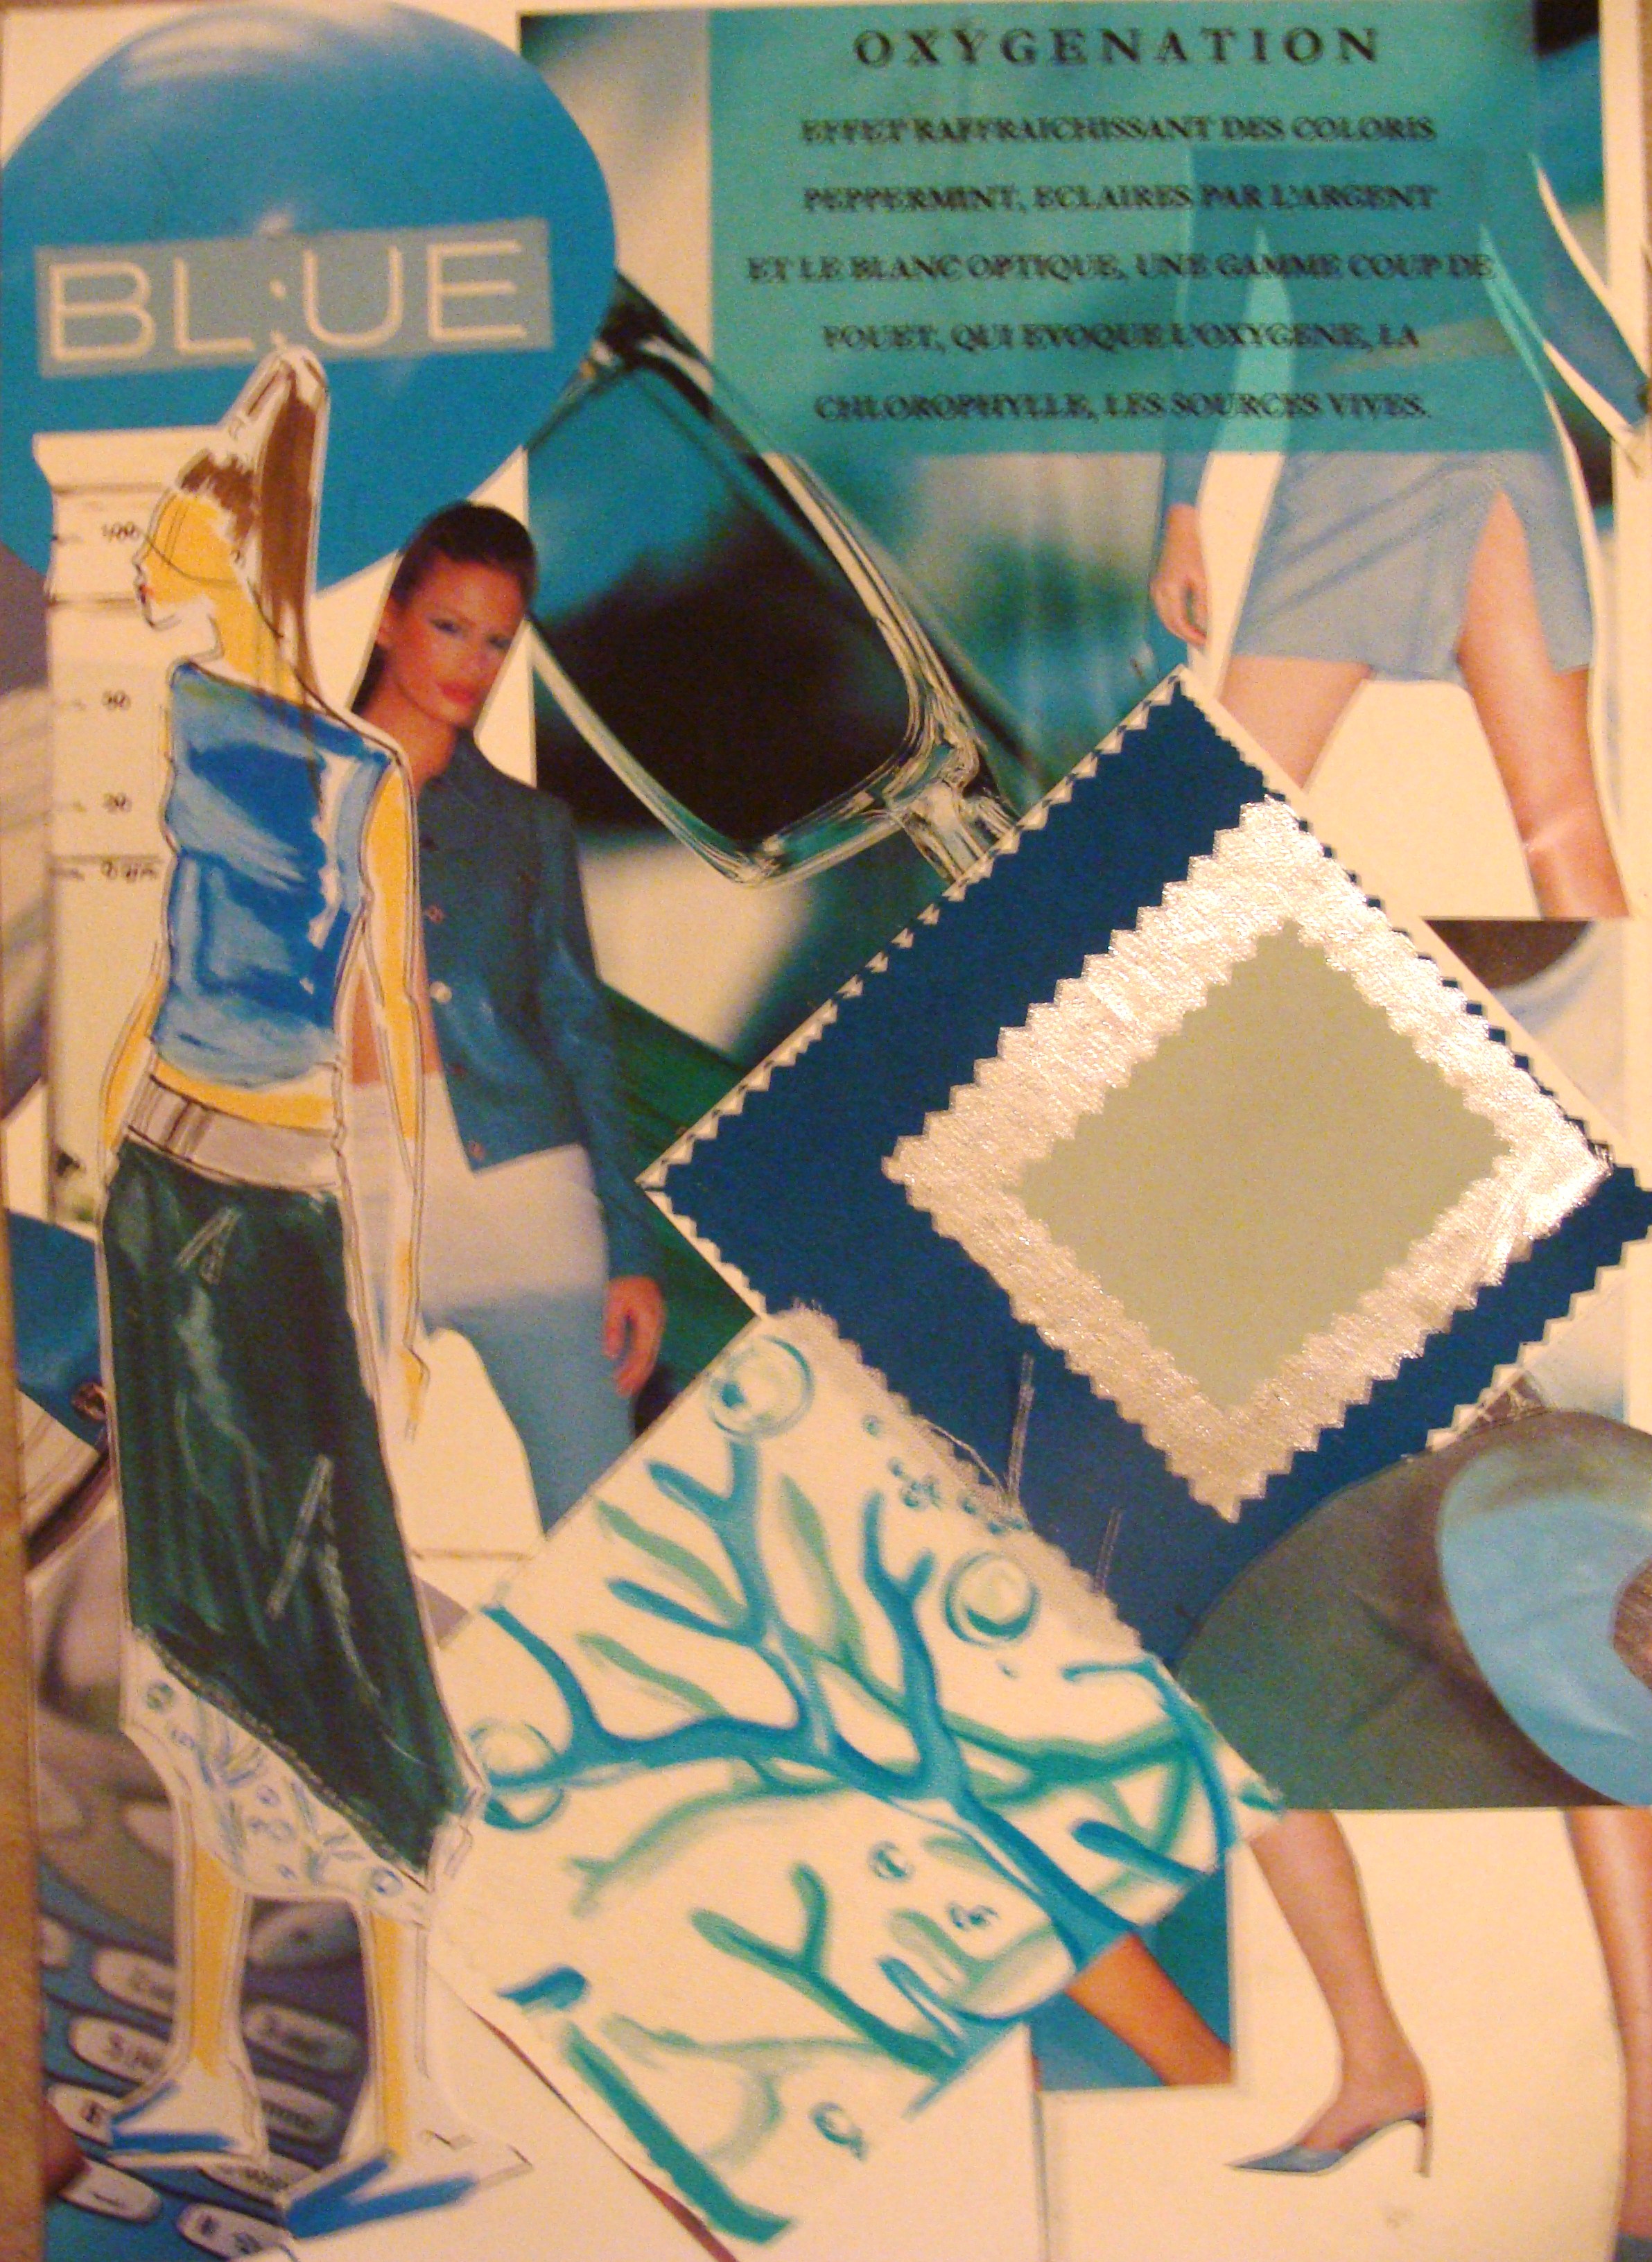 OXYGENATION
EFFET RAFFRAICHISSANT DES COLORIS
PEPPERMINT, ECLAIRES PAR L'ARGENT
ET LE BLANC OPTIQUE, UNE GAMME COUP DE
FOUET, QUI EVOQUE L'OXYGENE, LA
CHLOROPHYLLE, LES SOURCES VIVES.
BL:UE
100